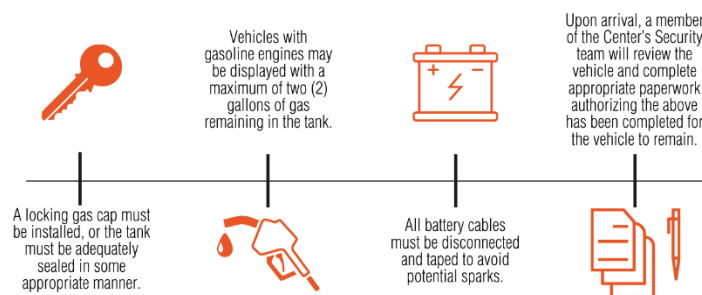 A locking gas cap must
be installed, or the tank
must be adequately
sealed in some
appropriate manner.
Vehicles with
gasoline engines may
be displayed with a
maximum of two (2)
gallons of gas
remaining in the tank.
All battery cables
must be disconnected
and taped to avoid
potential sparks.
Upon arrival, a member
of the Center's Security
team will review the
vehicle and complete
appropriate paperwork
authorizing the above
has been completed for
the vehicle to remain.